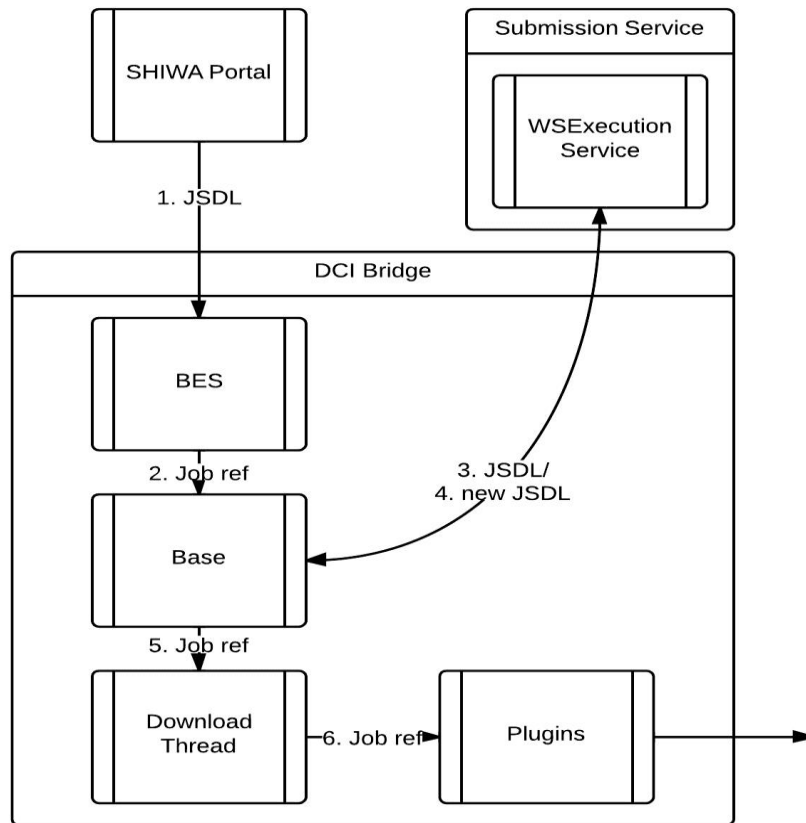 SHIWA Portal
Submission Service
WSExecution
Service
1. JSDL
DCI Bridge
BES
2. Job ref
3. JSDL/
4. new JSDL
Base
5. Job ref
Download
Thread
6. Job ref
Plugins